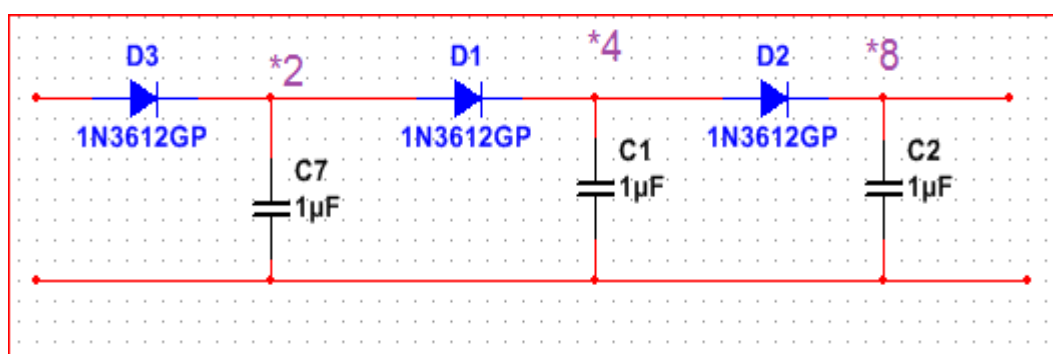 D3 *2 D1 *4 D2 *8
1N3612GP 1N3612GP 1N3612GP
C7 C1 C2
1µF 1µF 1µF